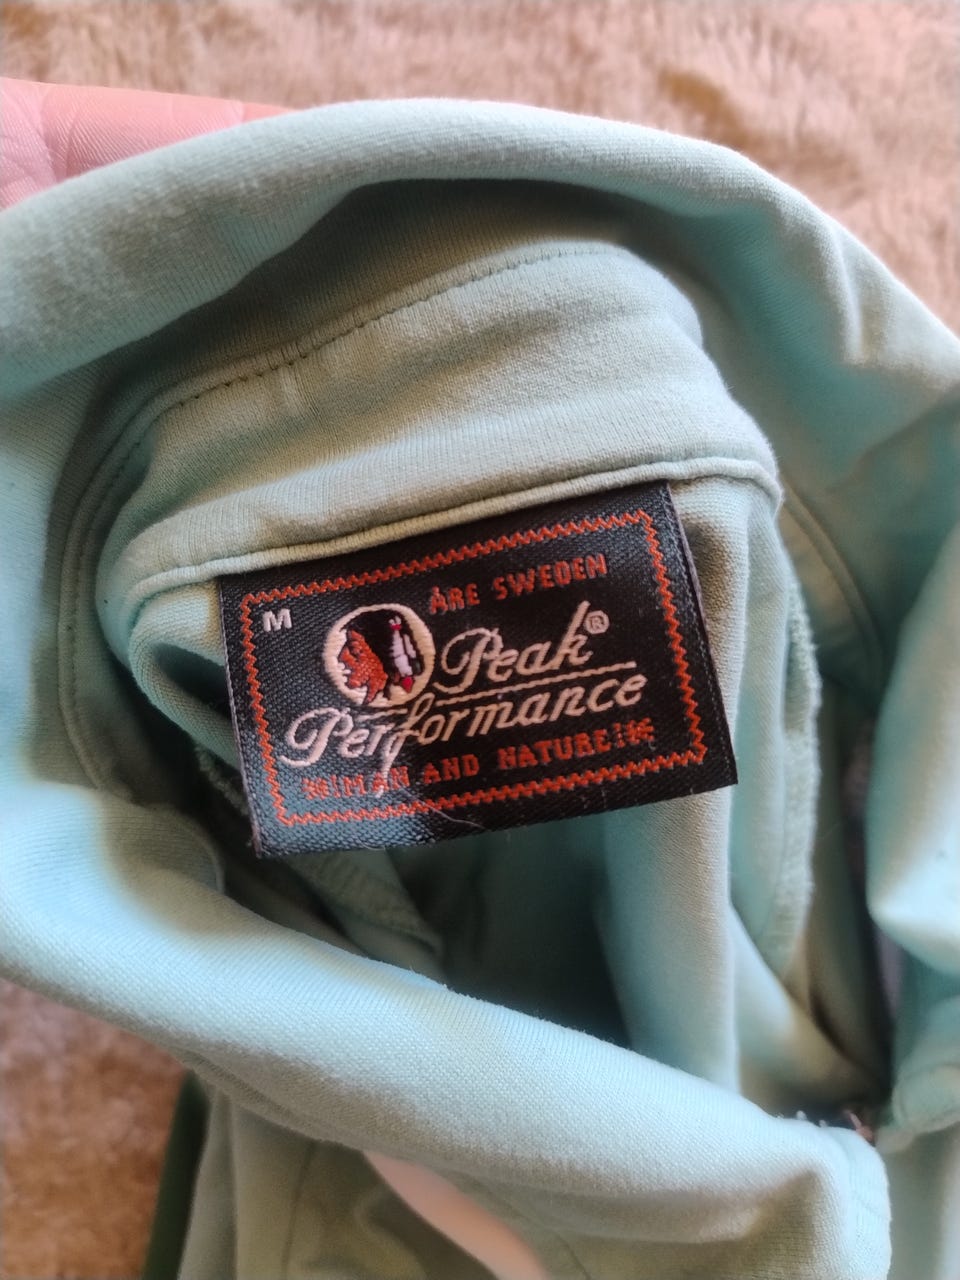 M
ÅRE SWEDEN
Peak®
Performance
MAN AND NATURE